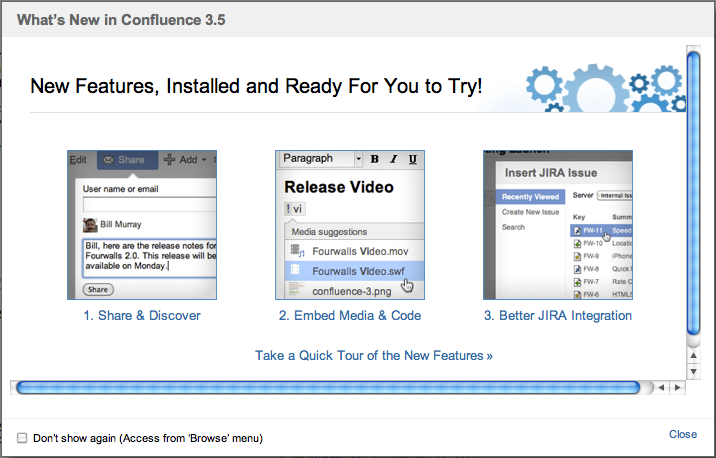 What's New in Confluence 3.5
New Features, Installed and Ready For You to Try!
Edit Share Add
User name or email
Bill Murray
Bill, here are the release notes for
Fourwalls 2.0. This release will be
available on Monday.
Share
Paragraph B I U
Release Video
! vi
Media suggestions
Fourwalls Video.mov
Fourwalls Video.swf
confluence-3.png
Insert JIRA Issue
Recently Viewed
Create New Issue
Search
Server Internal Iss
Key Summ
FW-11 Speed
FW-10 Locatio
FW-9 iPhone
FW-8 Quick
FW-7 Rate C
FW-6 HTML5
1. Share & Discover
2. Embed Media & Code
3. Better JIRA Integration
Take a Quick Tour of the New Features »
Don't show again (Access from 'Browse' menu)
Close